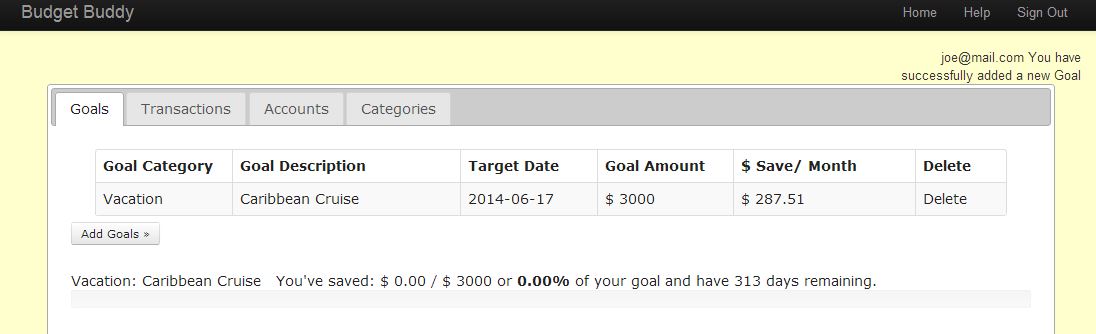 Budget Buddy Home Help Sign Out
joe@mail.com You have
successfully added a new Goal
Goals Transactions Accounts Categories
Goal Category Goal Description Target Date Goal Amount $ Save/ Month Delete
Vacation Caribbean Cruise 2014-06-17 $ 3000 $ 287.51 Delete
Add Goals »
Vacation: Caribbean Cruise You've saved: $ 0.00 / $ 3000 or 0.00% of your goal and have 313 days remaining.